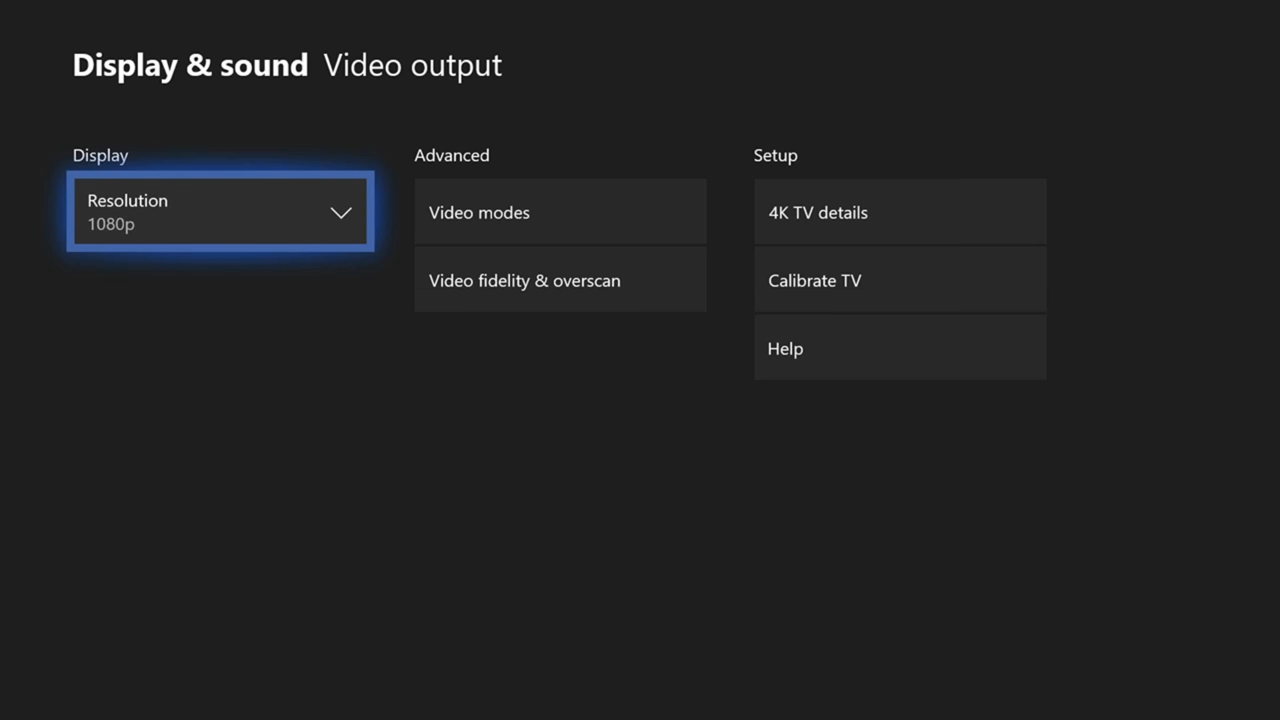 Display & sound Video output
Display
Resolution
1080p
Advanced
Video modes
Video fidelity & overscan
Setup
4K TV details
Calibrate TV
Help